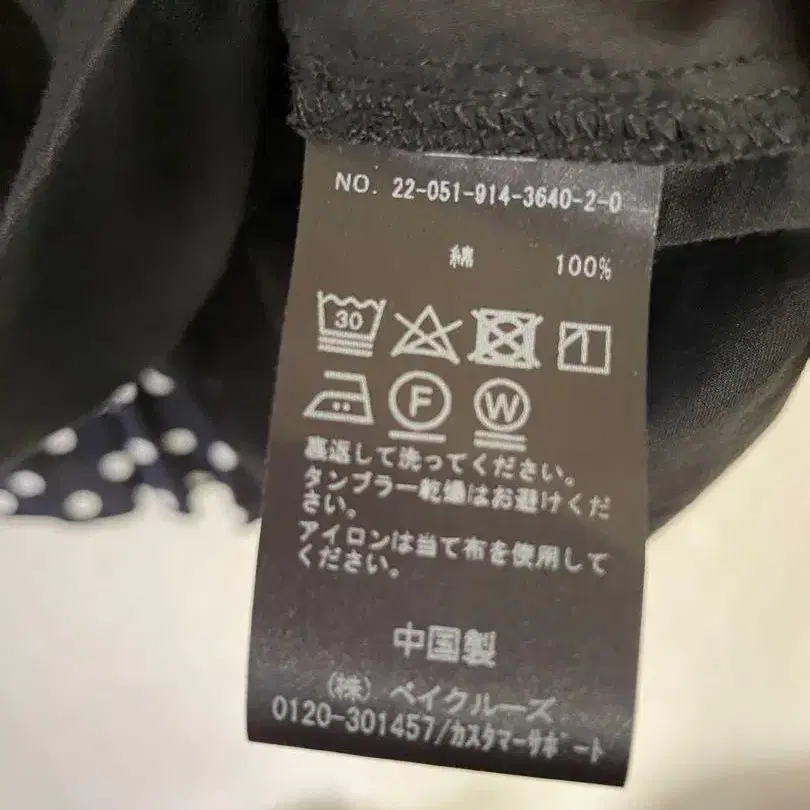 NO. 22-051-914-3640-2-0
綿 100%
30
F W
裏返して洗ってください。
タンブラー乾燥はお避けくだ
さい。
アイロンは当て布を使用して
ください。
中国製
(株) ベイクルーズ
0120-301457/カスタマーサポート